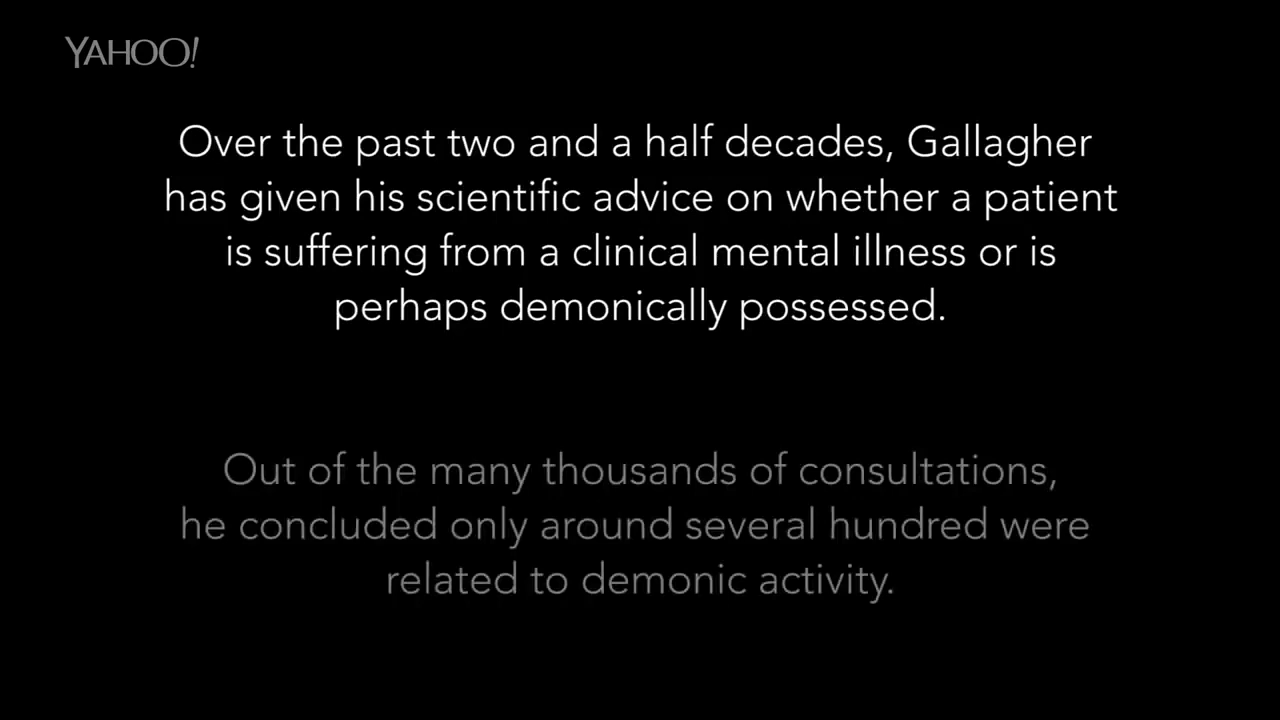 YAHOO!
Over the past two and a half decades, Gallagher
has given his scientific advice on whether a patient
is suffering from a clinical mental illness or is
perhaps demonically possessed.
Out of the many thousands of consultations,
he concluded only around several hundred were
related to demonic activity.